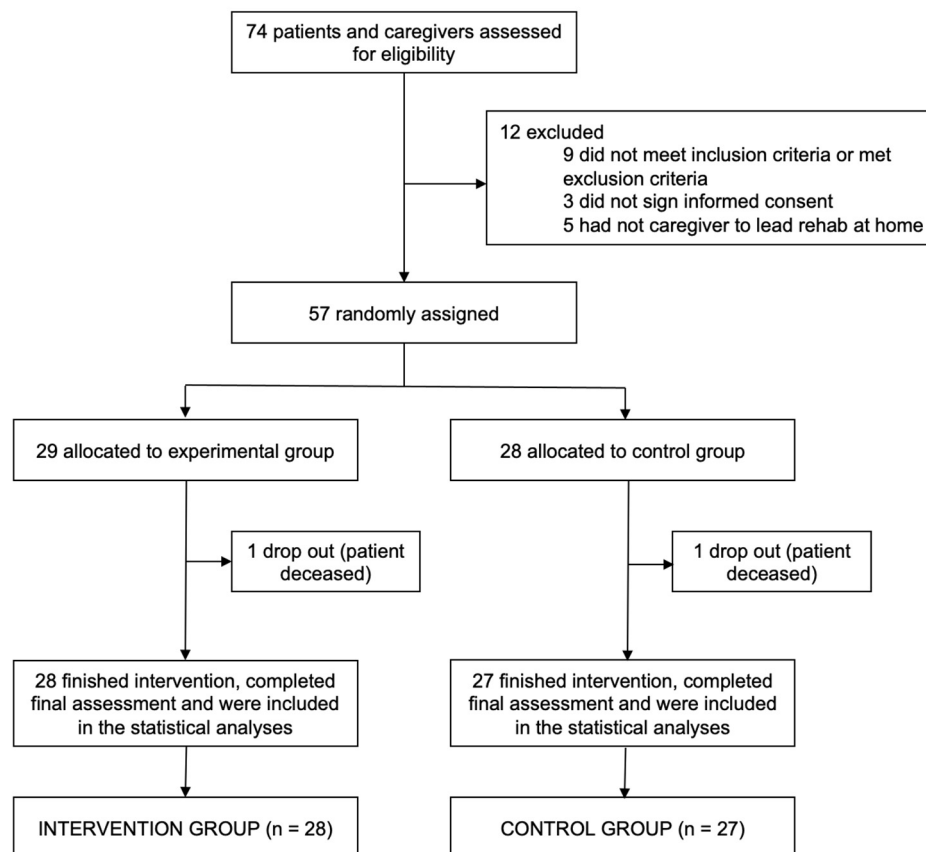 74 patients and caregivers assessed
for eligibility
12 excluded
9 did not meet inclusion criteria or met
exclusion criteria
3 did not sign informed consent
5 had not caregiver to lead rehab at home
57 randomly assigned
29 allocated to experimental group
28 allocated to control group
1 drop out (patient
deceased)
1 drop out (patient
deceased)
28 finished intervention, completed
final assessment and were included
in the statistical analyses
27 finished intervention, completed
final assessment and were included
in the statistical analyses
INTERVENTION GROUP (n = 28)
CONTROL GROUP (n = 27)